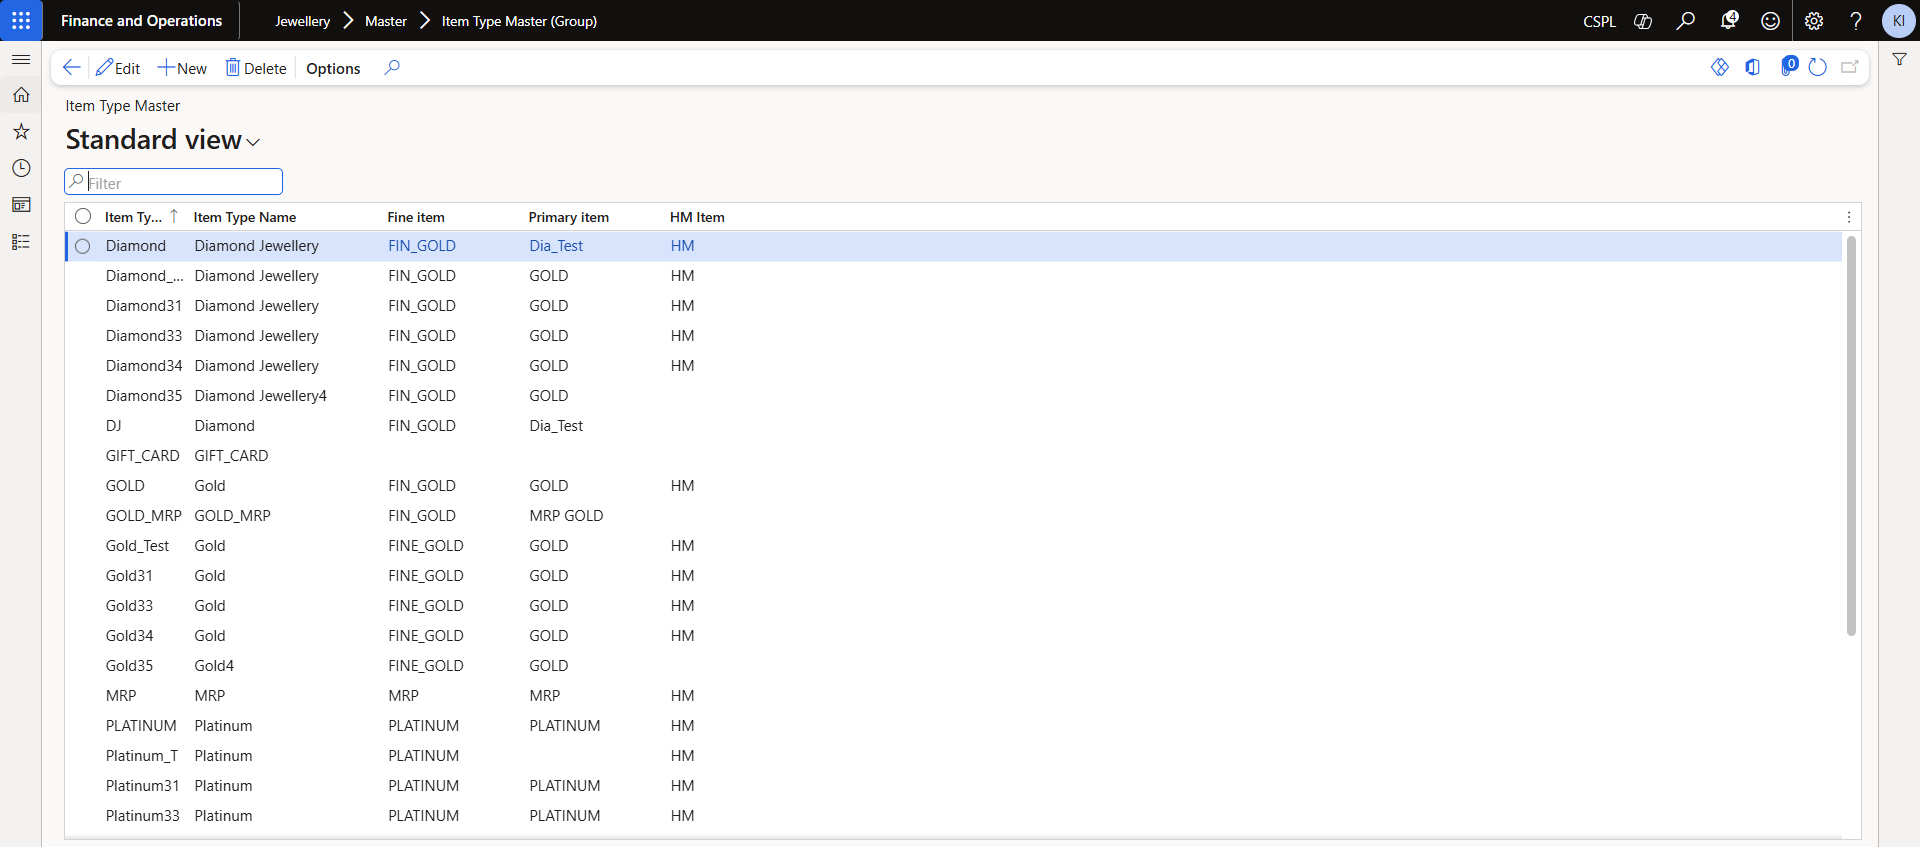 Finance and Operations Jewellery Master Item Type Master (Group) CSPL 4 KI
Edit New Delete Options 0
Item Type Master
Standard view
Filter
Item Ty... Item Type Name Fine item Primary item HM Item
Diamond Diamond Jewellery FIN_GOLD Dia_Test HM
Diamond_... Diamond Jewellery FIN_GOLD GOLD HM
Diamond31 Diamond Jewellery FIN_GOLD GOLD HM
Diamond33 Diamond Jewellery FIN_GOLD GOLD HM
Diamond34 Diamond Jewellery FIN_GOLD GOLD HM
Diamond35 Diamond Jewellery4 FIN_GOLD GOLD
DJ Diamond FIN_GOLD Dia_Test
GIFT_CARD GIFT_CARD
GOLD Gold FIN_GOLD GOLD HM
GOLD_MRP GOLD_MRP FIN_GOLD MRP GOLD
Gold_Test Gold FINE_GOLD GOLD HM
Gold31 Gold FINE_GOLD GOLD HM
Gold33 Gold FINE_GOLD GOLD HM
Gold34 Gold FINE_GOLD GOLD HM
Gold35 Gold4 FINE_GOLD GOLD
MRP MRP MRP MRP HM
PLATINUM Platinum PLATINUM PLATINUM HM
Platinum_T Platinum PLATINUM HM
Platinum31 Platinum PLATINUM PLATINUM HM
Platinum33 Platinum PLATINUM PLATINUM HM